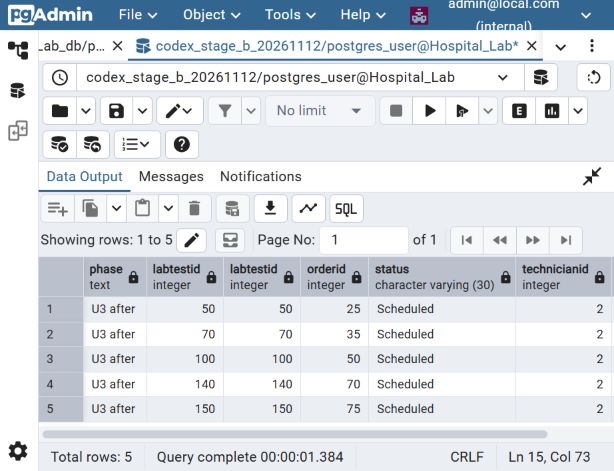 pgAdmin File Object Tools Help admin@local.com (internal)
_ab_db/p... codex_stage_b_20261112/postgres_user@Hospital_Lab*
codex_stage_b_20261112/postgres_user@Hospital_Lab
No limit E
Data Output Messages Notifications
SQL
Showing rows: 1 to 5 Page No: 1 of 1
phase labtestid labtestid orderid status technicianid
text integer integer integer character varying (30) integer
1 U3 after 50 50 25 Scheduled 2
2 U3 after 70 70 35 Scheduled 2
3 U3 after 100 100 50 Scheduled 2
4 U3 after 140 140 70 Scheduled 2
5 U3 after 150 150 75 Scheduled 2
Total rows: 5 Query complete 00:00:01.384 CRLF Ln 15, Col 73